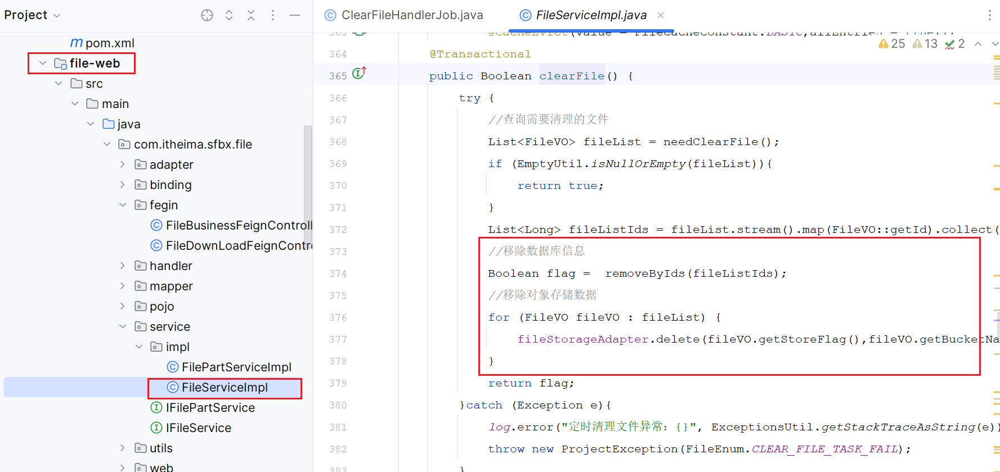 Project
pom.xml
file-web
src
main
java
com.itheima.sfbx.file
adapter
binding
fegin
FileBusinessFeignControll
FileDownLoadFeignContr
handler
mapper
pojo
service
impl
FilePartServiceImpl
FileServiceImpl
IFilePartService
IFileService
utils
web
ClearFileHandlerJob.java
FileServiceImpl.java
25 13 2
363 @CacheEvict(value = FileCacheConstant.BASIC,allEntries =
364 @Transactional
365 public Boolean clearFile() {
366 try {
367 //查询需要清理的文件
368 List<FileVO> fileList = needClearFile();
369 if (EmptyUtil.isNullOrEmpty(fileList)){
370 return true;
371 }
372 List<Long> fileListIds = fileList.stream().map(FileVO::getId).collect(
373 //移除数据库信息
374 Boolean flag =  removeByIds(fileListIds);
375 //移除对象存储数据
376 for (FileVO fileVO : fileList) {
377 fileStorageAdapter.delete(fileVO.getStoreFlag(),fileVO.getBucketNa
378 }
379 return flag;
380 }catch (Exception e){
381 log.error("定时清理文件异常：{}", ExceptionsUtil.getStackTraceAsString(e))
382 throw new ProjectException(FileEnum.CLEAR_FILE_TASK_FAIL);
383 }